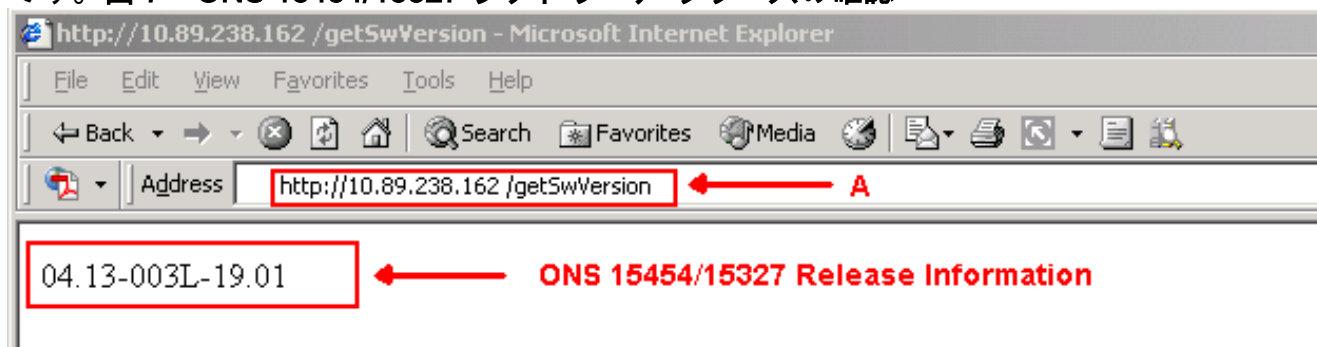 http://10.89.238.162 /getSwVersion - Microsoft Internet Explorer
File Edit View Favorites Tools Help
Back Search Favorites Media
Address http://10.89.238.162 /getSwVersion A
04.13-003L-19.01 ONS 15454/15327 Release Information